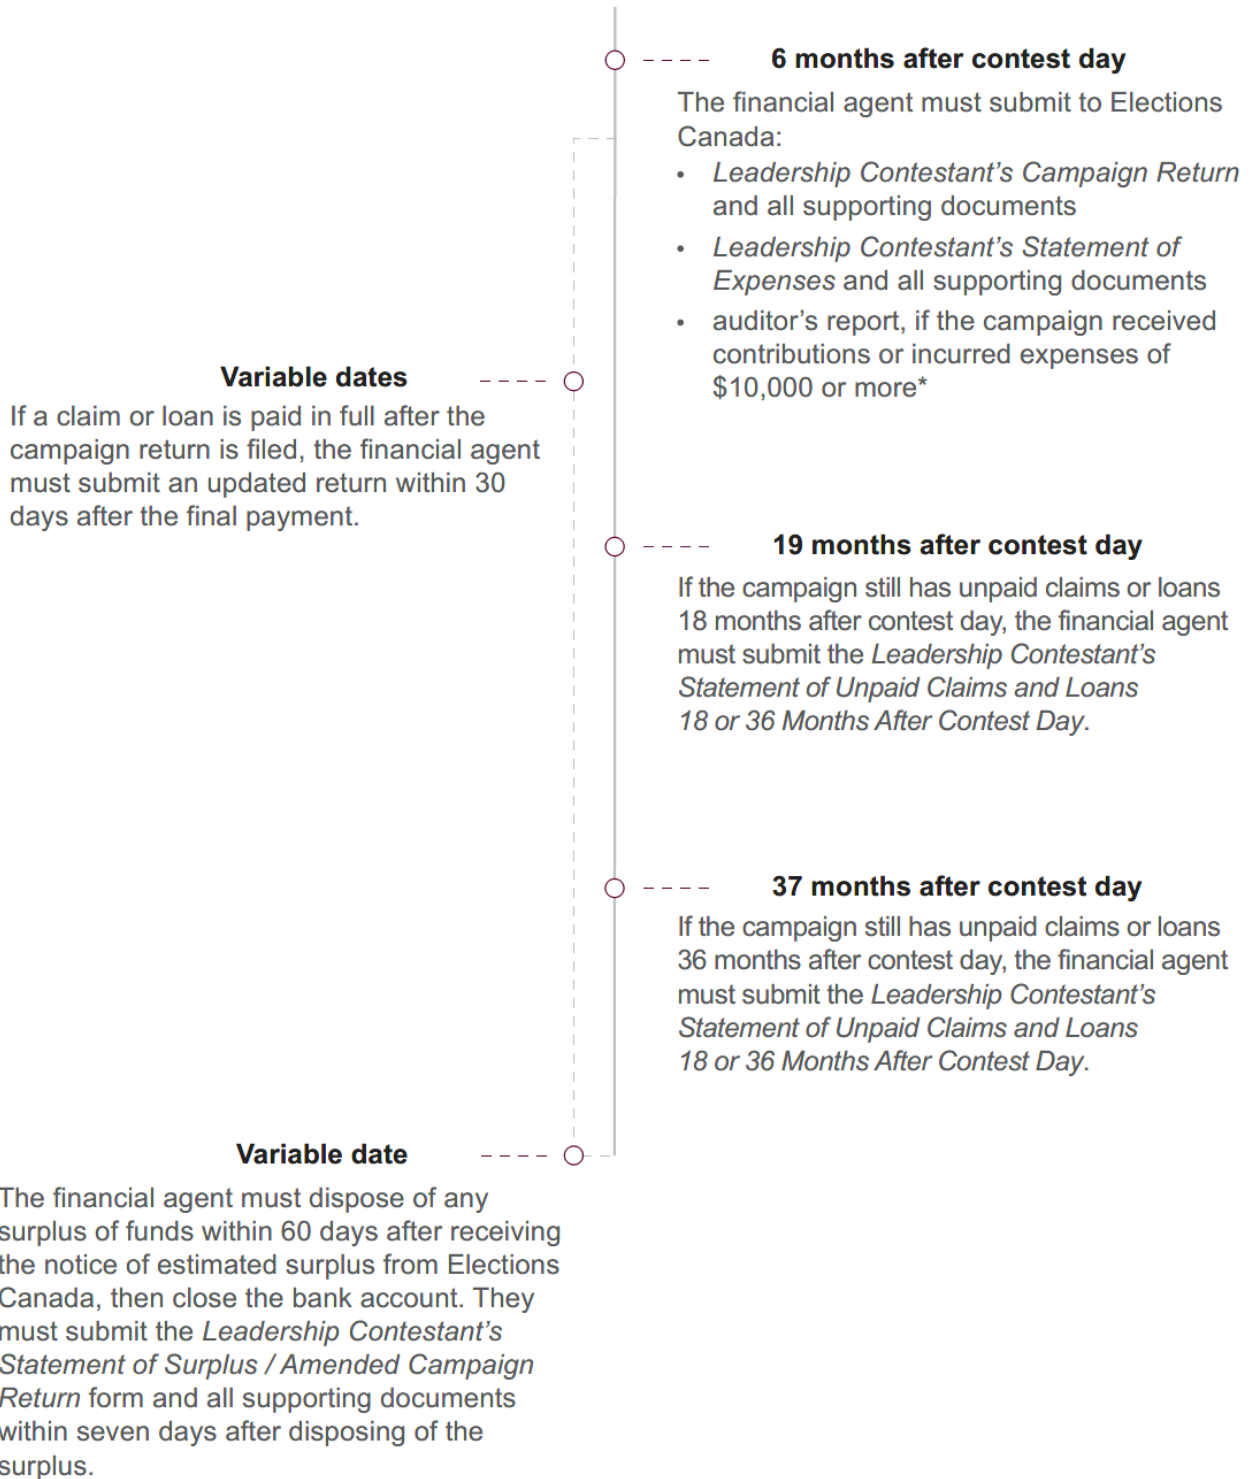 6 months after contest day
The financial agent must submit to Elections
Canada:
• Leadership Contestant’s Campaign Return
and all supporting documents
• Leadership Contestant’s Statement of
Expenses and all supporting documents
• auditor’s report, if the campaign received
contributions or incurred expenses of
$10,000 or more*
Variable dates
If a claim or loan is paid in full after the
campaign return is filed, the financial agent
must submit an updated return within 30
days after the final payment.
19 months after contest day
If the campaign still has unpaid claims or loans
18 months after contest day, the financial agent
must submit the Leadership Contestant’s
Statement of Unpaid Claims and Loans
18 or 36 Months After Contest Day.
37 months after contest day
If the campaign still has unpaid claims or loans
36 months after contest day, the financial agent
must submit the Leadership Contestant’s
Statement of Unpaid Claims and Loans
18 or 36 Months After Contest Day.
Variable date
The financial agent must dispose of any
surplus of funds within 60 days after receiving
the notice of estimated surplus from Elections
Canada, then close the bank account. They
must submit the Leadership Contestant’s
Statement of Surplus / Amended Campaign
Return form and all supporting documents
within seven days after disposing of the
surplus.